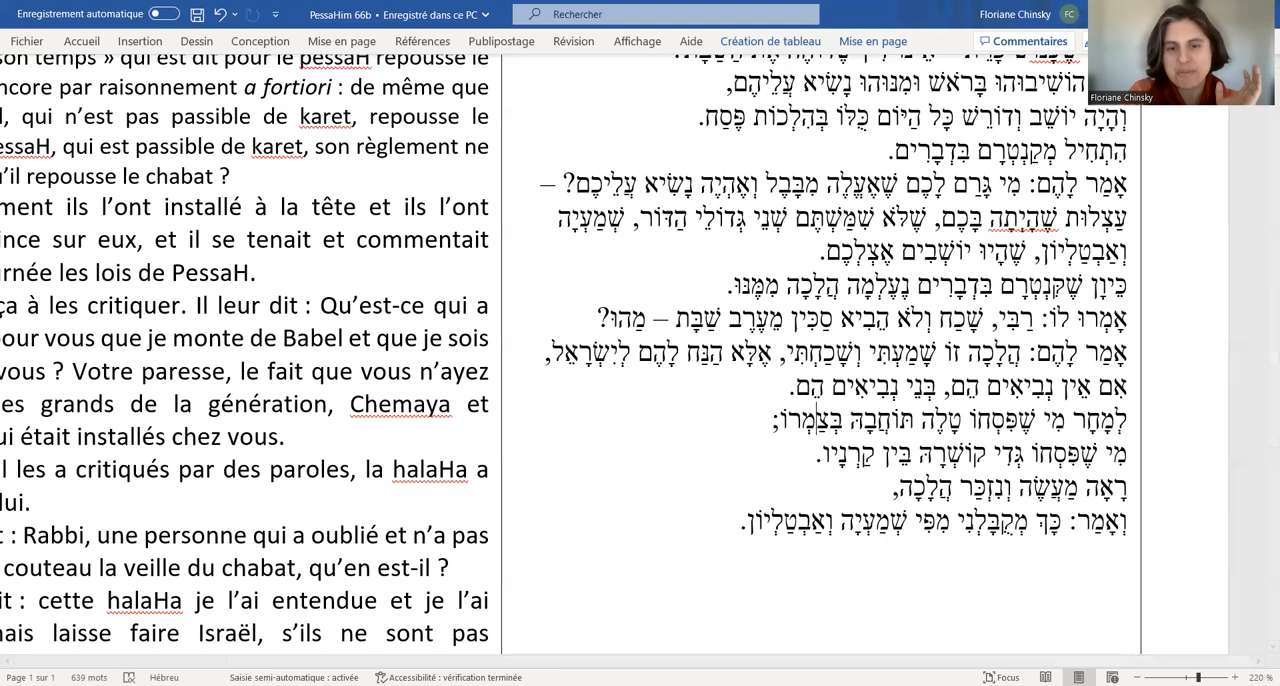 Enregistrement automatique
PessaHim 66b • Enregistré dans ce PC
Rechercher
Floriane Chinsky
FC
Fichier Accueil Insertion Dessin Conception Mise en page Références Publipostage Révision Affichage Aide Création de tableau Mise en page
Commentaires
Floriane Chinsky
son temps » qui est dit pour le pessaH repousse le
ncore par raisonnement a fortiori : de même que
l, qui n'est pas passible de karet, repousse le
essaH, qui est passible de karet, son règlement ne
u'il repousse le chabat ?
ment ils l'ont installé à la tête et ils l'ont
ince sur eux, et il se tenait et commentait
urnée les lois de PessaH.
ça à les critiquer. Il leur dit : Qu'est-ce qui a
pour vous que je monte de Babel et que je sois
vous ? Votre paresse, le fait que vous n'ayez
es grands de la génération, Chemaya et
ui était installés chez vous.
l les a critiqués par des paroles, la halaHa a
lui.
t : Rabbi, une personne qui a oublié et n'a pas
couteau la veille du chabat, qu'en est-il ?
it : cette halaHa je l'ai entendue et je l'ai
nais laisse faire Israël, s'ils ne sont pas
הוֹשִׁיבוּהוּ בָּרֹאשׁ וּמִנּוּהוּ נָשִׂיא עֲלֵיהֶם,
וְהָיָה יוֹשֵׁב וְדוֹרֵשׁ כׇּל הַיּוֹם כֻּלּוֹ בְּהִלְכוֹת פֶּסַח.
הִתְחִיל מְקַנְטְרָם בִּדְבָרִים.
אָמַר לָהֶם: מִי גָּרַם לָכֶם שֶׁאֶעֱלֶה מִבָּבֶל וְאֶהְיֶה נָשִׂיא עֲלֵיכֶם? –
עַצְלוּת שֶׁהָיְתָה בָּכֶם, שֶׁלֹּא שִׁמַּשְׁתֶּם שְׁנֵי גְּדוֹלֵי הַדּוֹר, שְׁמַעְיָה
וְאַבְטַלְיוֹן, שֶׁהָיוּ יוֹשְׁבִים אֶצְלְכֶם.
כֵּיוָן שֶׁקִּנְטְרָם בִּדְבָרִים נֶעֶלְמָה הֲלָכָה מִמֶּנּוּ.
אָמְרוּ לוֹ: רַבִּי, שָׁכַח וְלֹא הֵבִיא סַכִּין מֵעֶרֶב שַׁבָּת – מַהוּ?
אָמַר לָהֶם: הֲלָכָה זוֹ שָׁמַעְתִּי וְשָׁכַחְתִּי, אֶלָּא הַנַּח לָהֶם לְיִשְׂרָאֵל,
אִם אֵין נְבִיאִים הֵם, בְּנֵי נְבִיאִים הֵם.
לְמָחָר מִי שֶׁפִּסְחוֹ טָלֶה תּוֹחֲבָהּ בְּצַמְרוֹ;
מִי שֶׁפִּסְחוֹ גְּדִי קוֹשְׁרָהּ בֵּין קַרְנָיו.
רָאָה מַעֲשֶׂה וְנִזְכַּר הֲלָכָה,
וְאָמַר: כָּךְ מְקֻבְּלַנִי מִפִּי שְׁמַעְיָה וְאַבְטַלְיוֹן.
Page 1 sur 1 639 mots Hébreu Saisie semi-automatique : activée Accessibilité : vérification terminée Focus 220 %